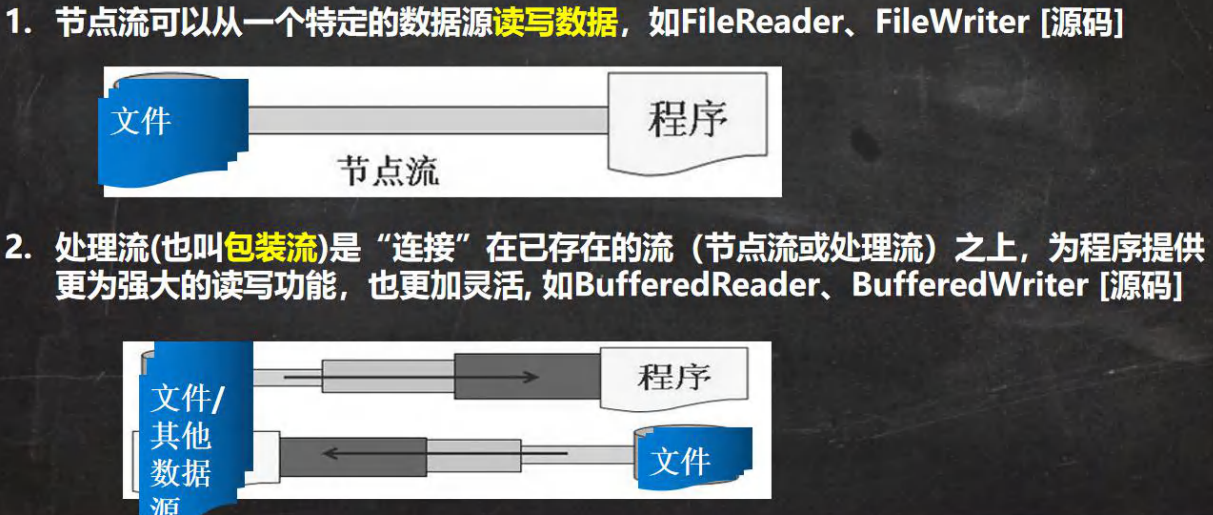 1. 节点流可以从一个特定的数据源读写数据，如FileReader、FileWriter [源码]
文件
程序
节点流
2. 处理流(也叫包装流)是“连接”在已存在的流（节点流或处理流）之上，为程序提供
更为强大的读写功能，也更加灵活, 如BufferedReader、BufferedWriter [源码]
文件/
其他
数据
源
程序
文件